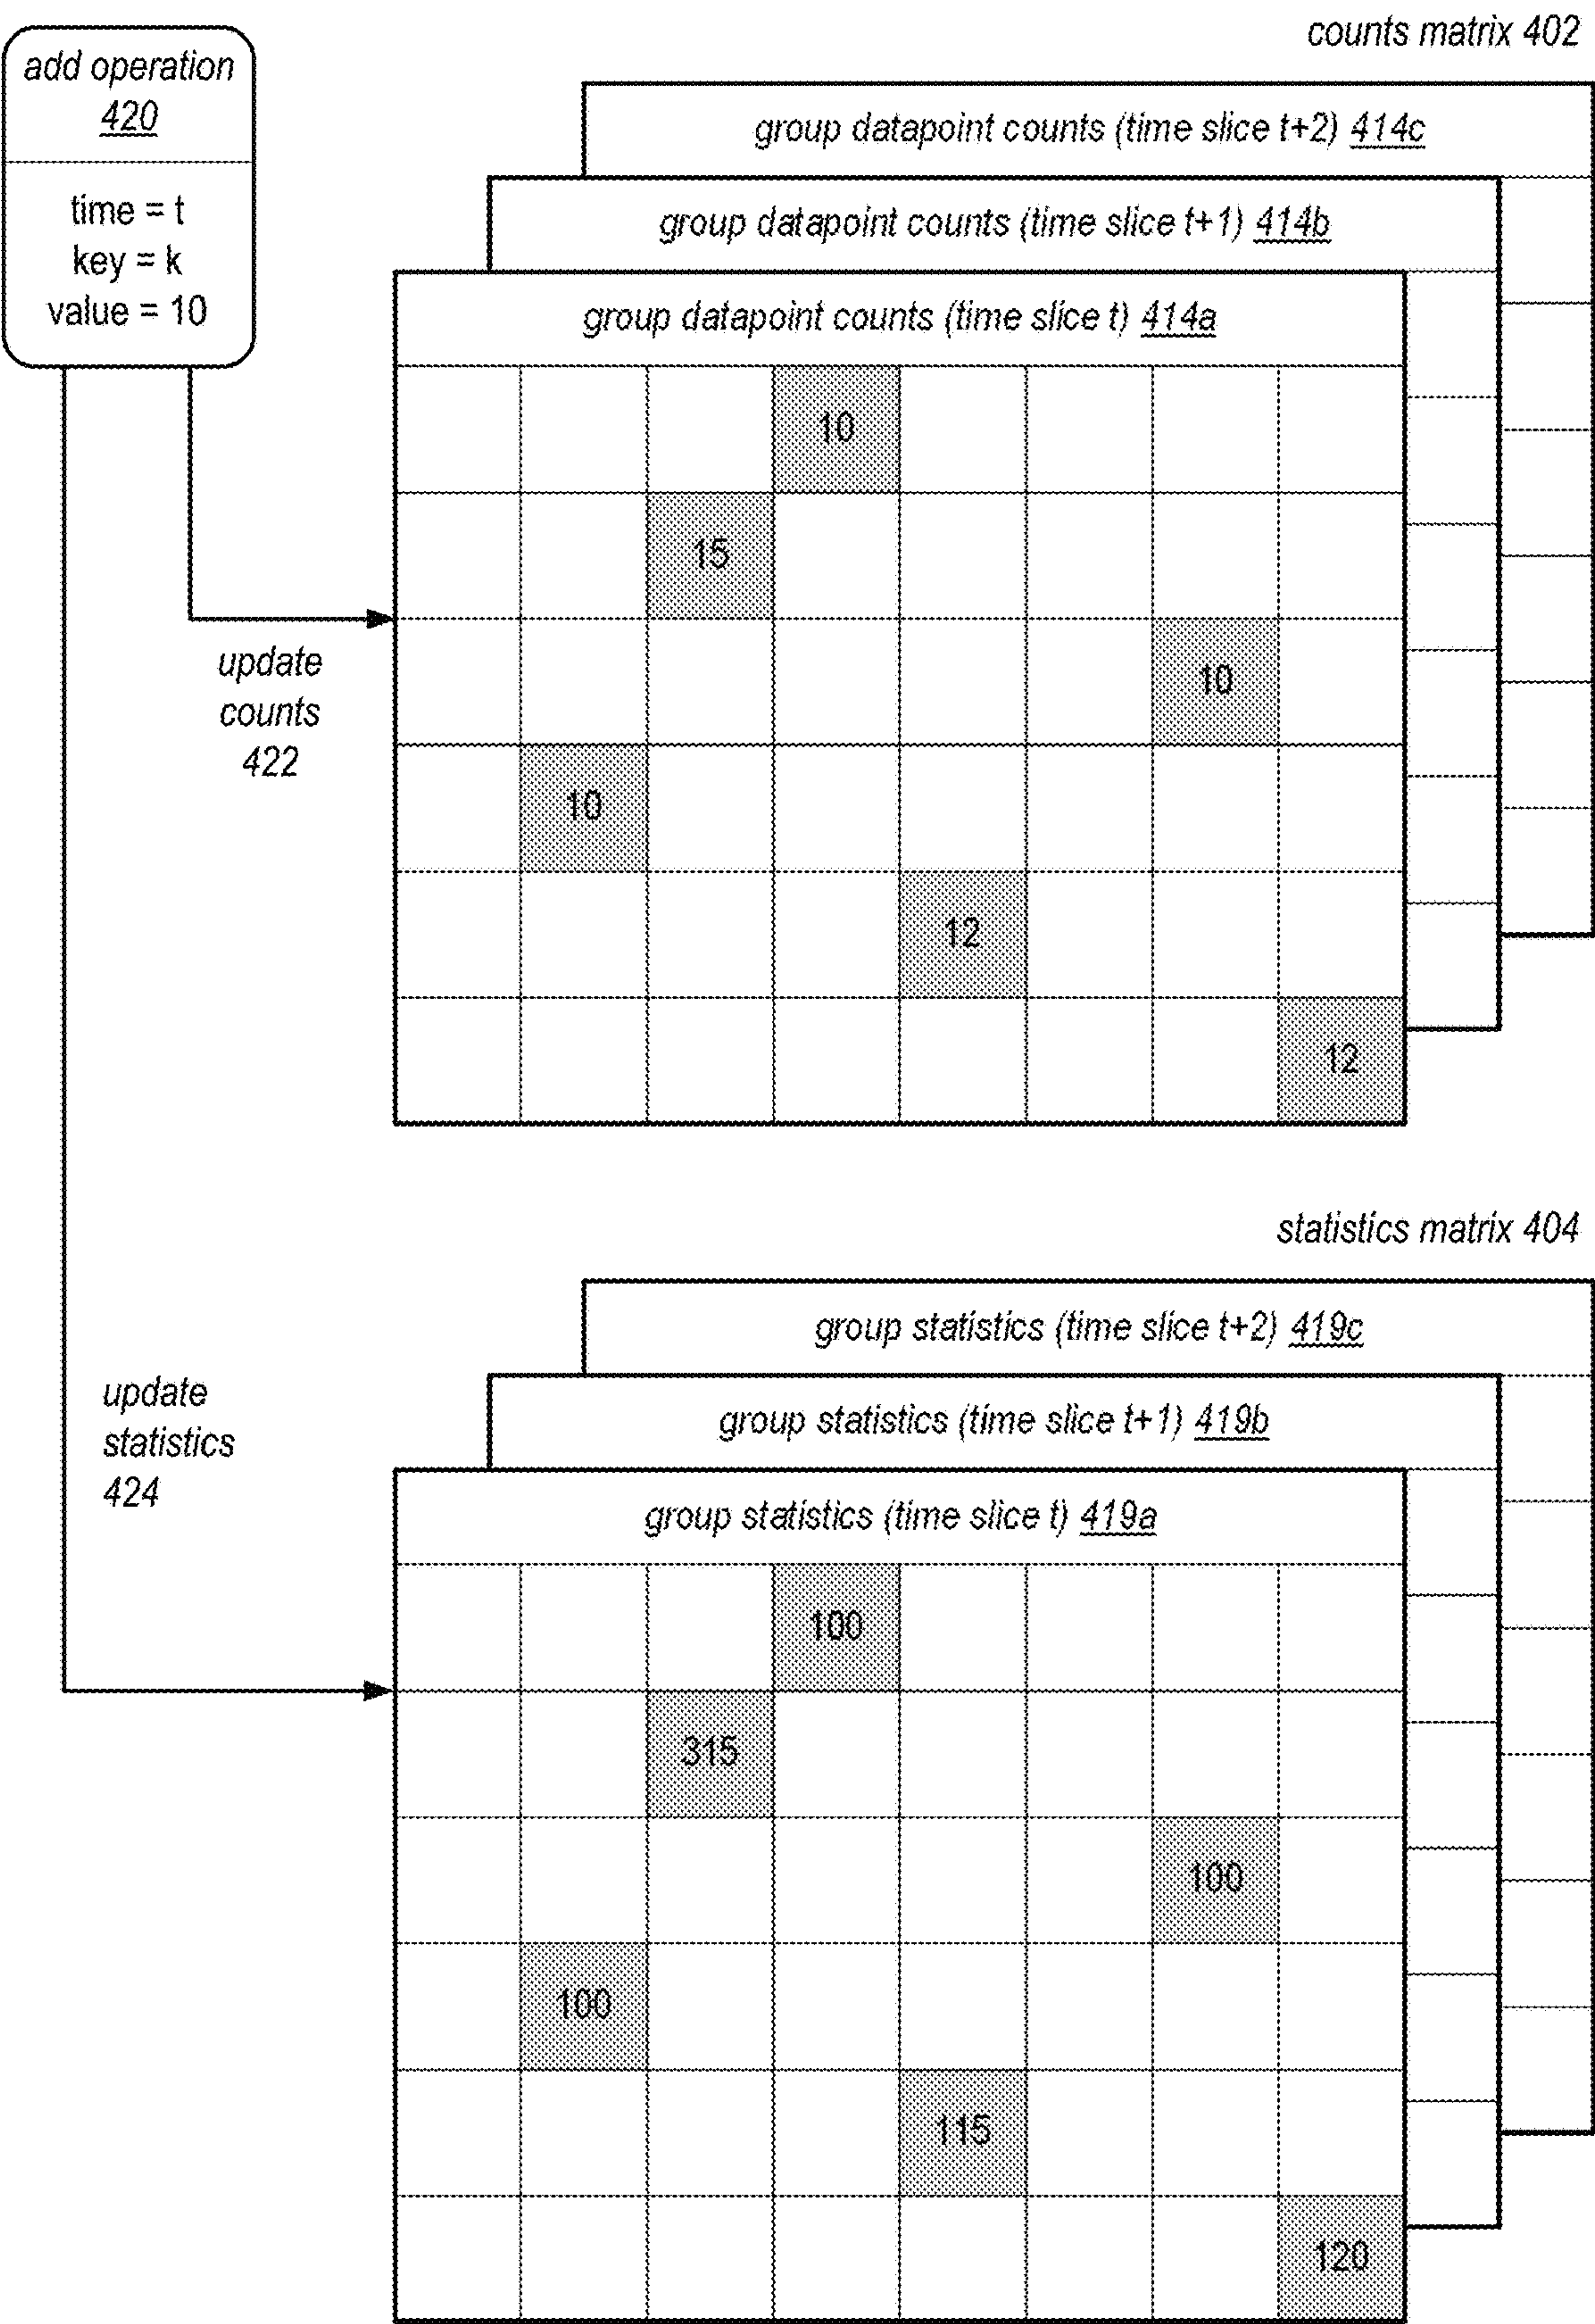 counts matrix 402
add operation
420
time = t
key = k
value = 10
group datapoint counts (time slice t+2) 414c
group datapoint counts (time slice t+1) 414b
group datapoint counts (time slice t) 414a
10
15
10
10
12
12
update
counts
422
statistics matrix 404
group statistics (time slice t+2) 419c
group statistics (time slice t+1) 419b
group statistics (time slice t) 419a
update
statistics
424
100
315
100
100
115
120